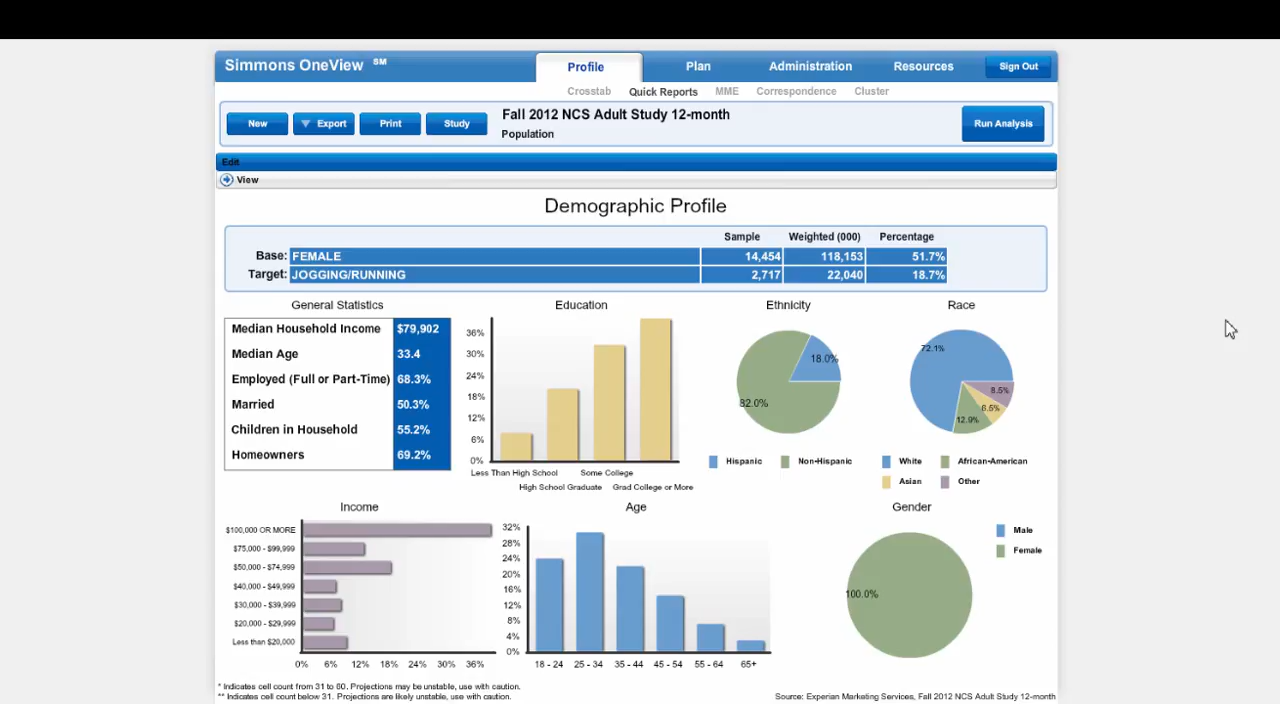 Simmons OneView SM
Profile
Plan
Administration
Resources
Sign Out
Crosstab
Quick Reports
MME
Correspondence
Cluster
New
Export
Print
Study
Fall 2012 NCS Adult Study 12-month
Population
Run Analysis
Edit
View
Demographic Profile
Sample Weighted (000) Percentage
Base: FEMALE 14,454 118,153 51.7%
Target: JOGGING/RUNNING 2,717 22,040 18.7%
General Statistics
Median Household Income $79,902
Median Age 33.4
Employed (Full or Part-Time) 68.3%
Married 50.3%
Children in Household 55.2%
Homeowners 69.2%
Education
36%
30%
24%
18%
12%
6%
0%
Less Than High School Some College
High School Graduate Grad College or More
Ethnicity
18.0%
82.0%
Hispanic Non-Hispanic
Race
72.1%
8.5%
6.5%
12.9%
White African-American
Asian Other
Income
$100,000 OR MORE
$75,000 - $99,999
$50,000 - $74,999
$40,000 - $49,999
$30,000 - $39,999
$20,000 - $29,999
Less than $20,000
0% 6% 12% 18% 24% 30% 36%
Age
32%
28%
24%
20%
16%
12%
8%
4%
0%
18 - 24 25 - 34 35 - 44 45 - 54 55 - 64 65+
Gender
Male
Female
100.0%
* Indicates cell count from 31 to 60. Projections may be unstable, use with caution.
** Indicates cell count below 31. Projections are likely unstable, use with caution.
Source: Experian Marketing Services, Fall 2012 NCS Adult Study 12-month